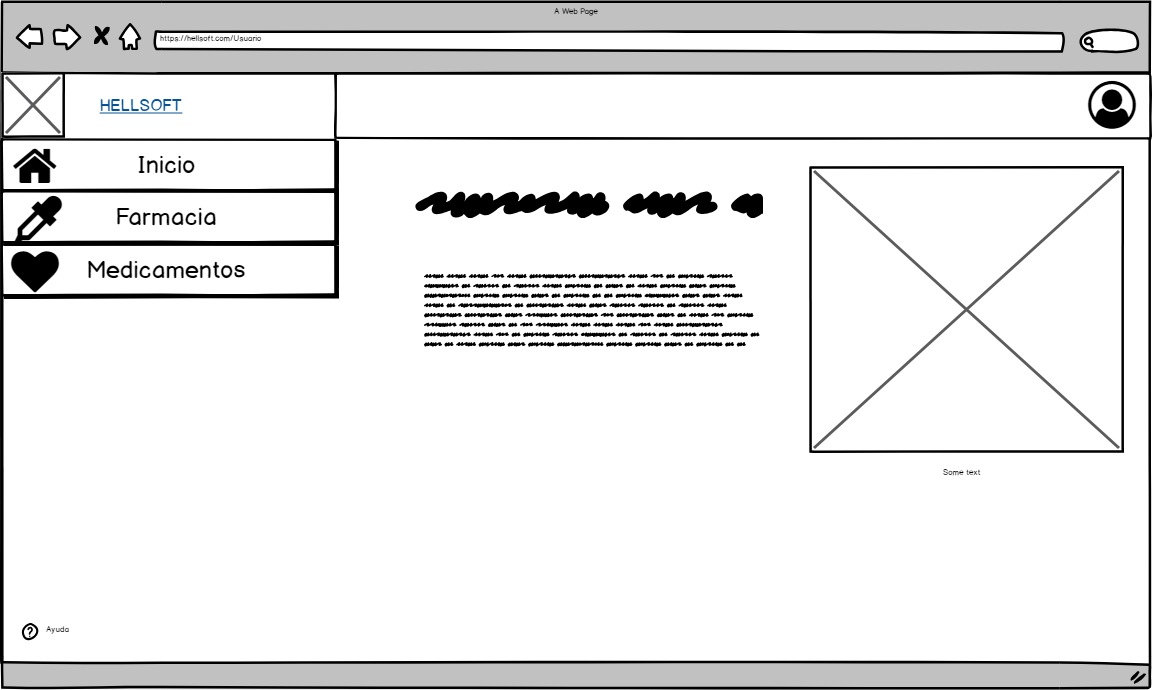 A Web Page
https://hellsoft.com/Usuario
HELLSOFT
Inicio
Farmacia
Medicamentos
Some text
Ayuda